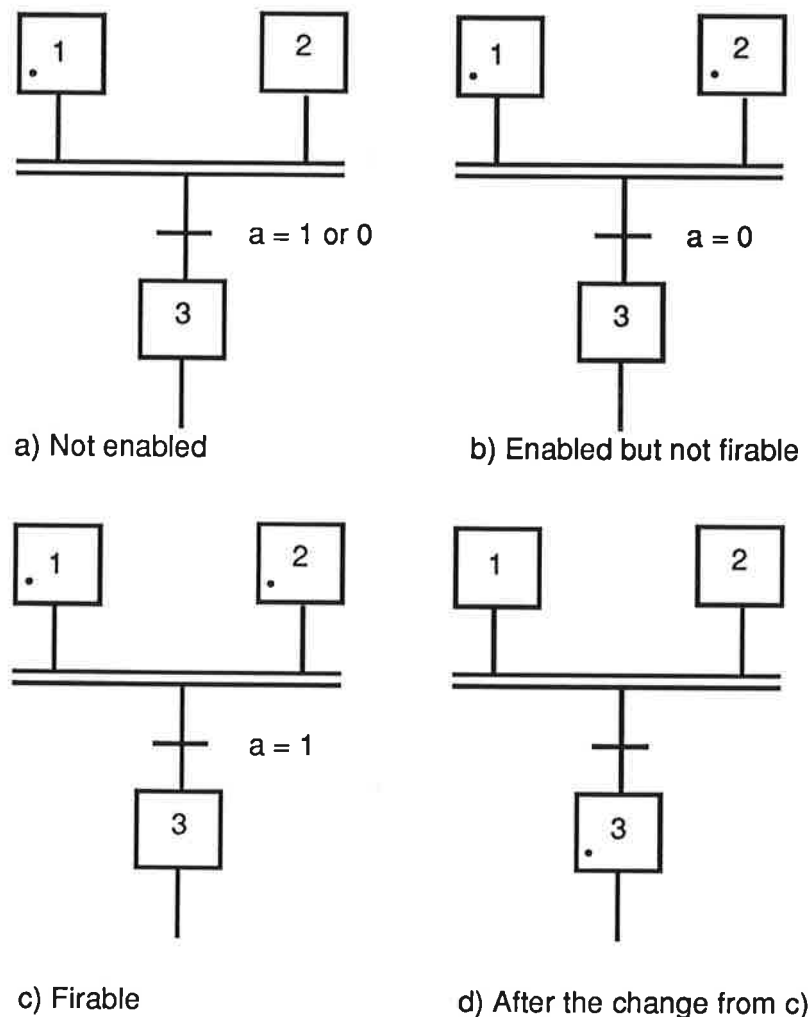 1
2
a = 1 or 0
3
a) Not enabled
1
2
a = 0
3
b) Enabled but not firable
1
2
a = 1
3
c) Firable
1
2
3
d) After the change from c)